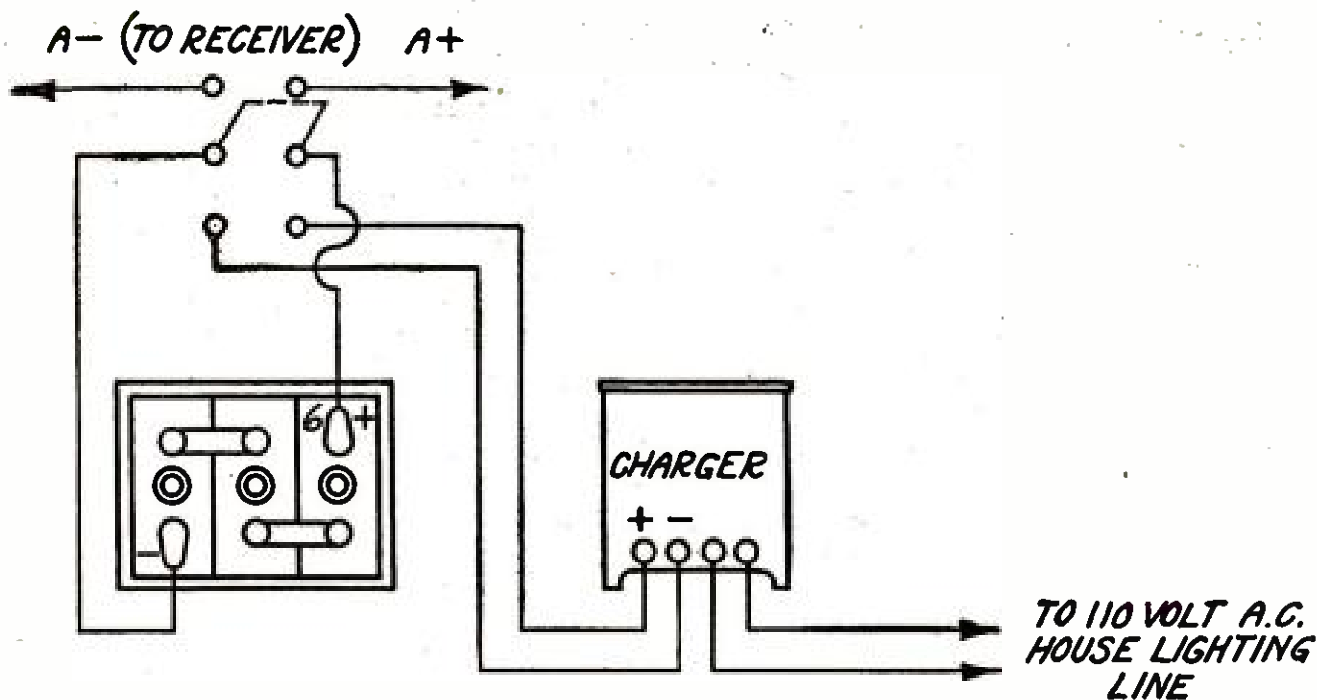 A- (TO RECEIVER) A+
6 +
-
CHARGER
+ -
TO 110 VOLT A.C.
HOUSE LIGHTING
LINE